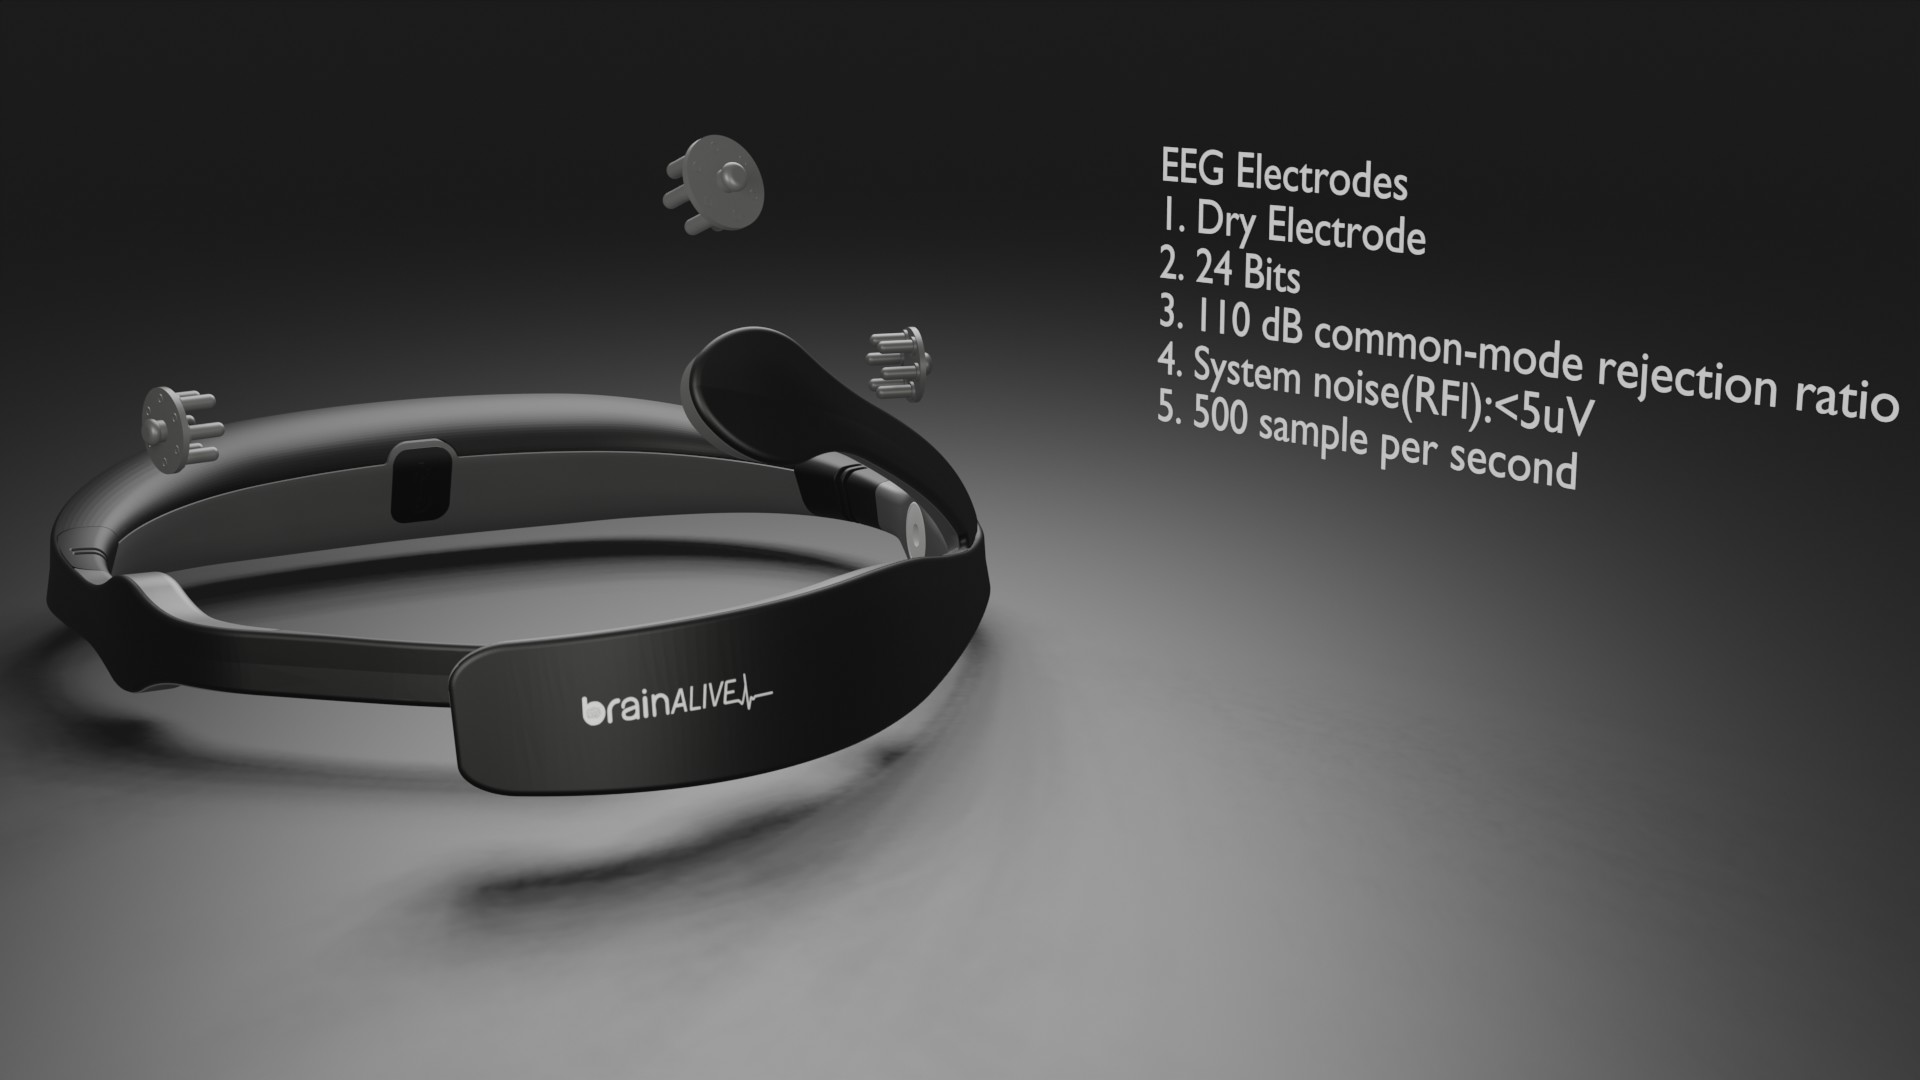 EEG Electrodes
1. Dry Electrode
2. 24 Bits
3. 110 dB common-mode rejection ratio
4. System noise(RFI):<5uV
5. 500 sample per second
brainALIVE